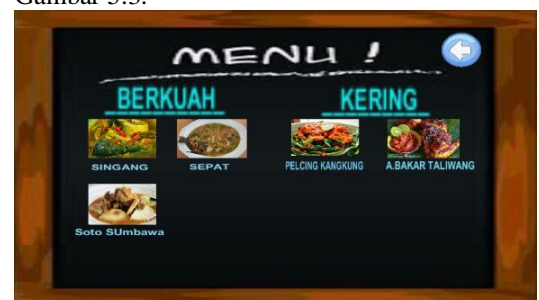 Gambar 5.5.
MENU !
BERKUAH
KERING
SINGANG
SEPAT
PELCING KANGKUNG
A.BAKAR TALIWANG
Soto SUmbawa